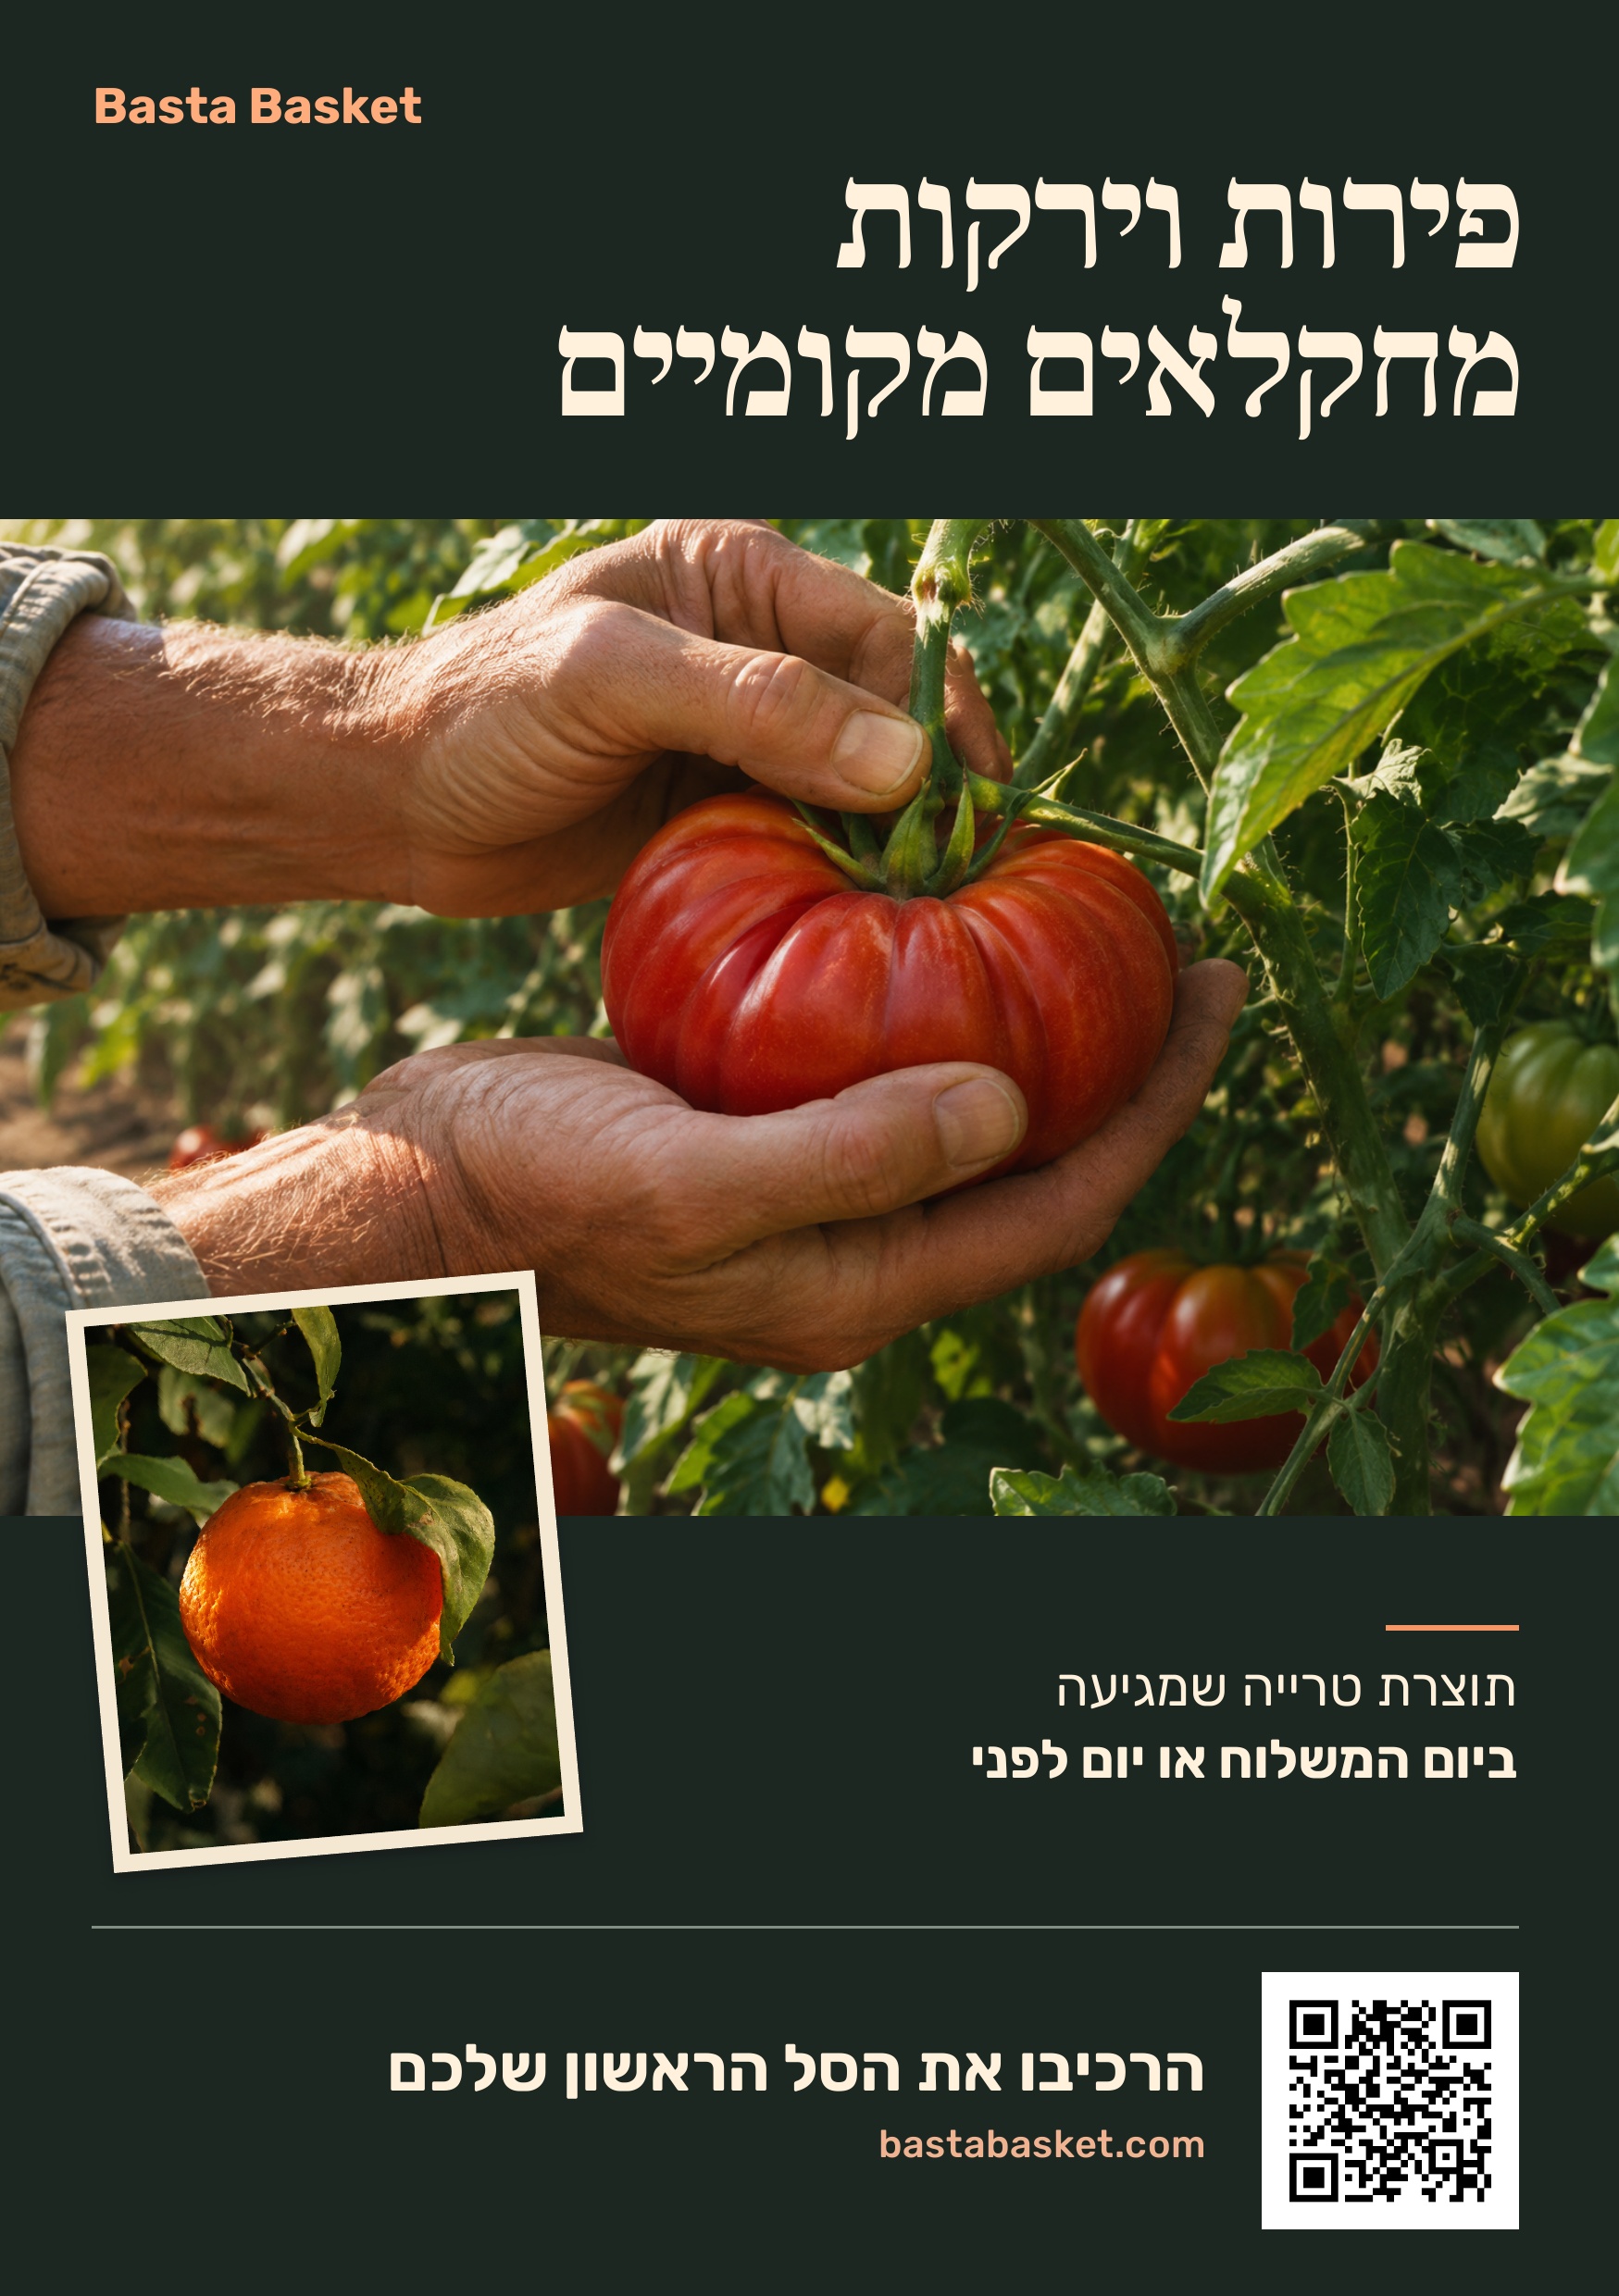 Basta Basket
פירות וירקות
מחקלאים מקומיים
תוצרת טרייה שמגיעה
ביום המשלוח או יום לפני
הרכיבו את הסל הראשון שלכם
bastabasket.com